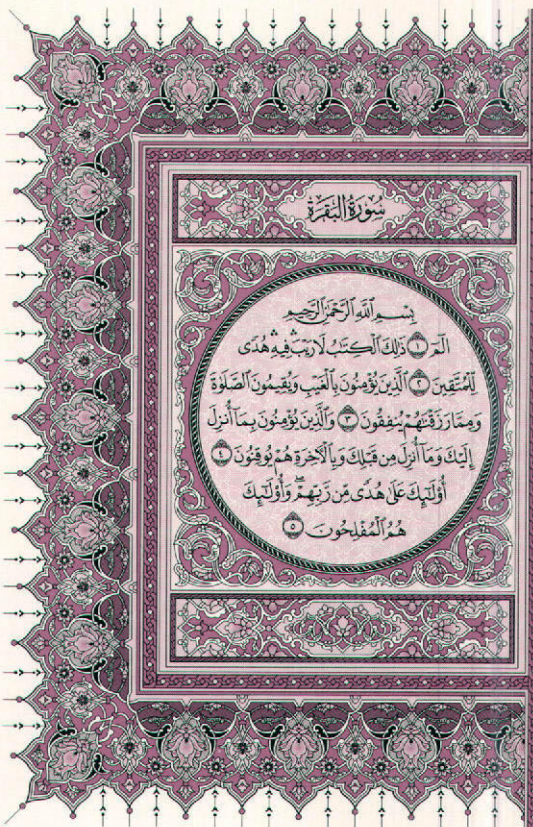 سُورَةُ البَقَرَةِ
بِسْمِ ٱللَّهِ ٱلرَّحْمَٰنِ ٱلرَّحِيمِ
الٓمٓ ١ ذَٰلِكَ ٱلْكِتَٰبُ لَا رَيْبَۛ فِيهِۛ هُدًى
لِّلْمُتَّقِينَ ٢ ٱلَّذِينَ يُؤْمِنُونَ بِٱلْغَيْبِ وَيُقِيمُونَ ٱلصَّلَوٰةَ
وَمِمَّا رَزَقْنَٰهُمْ يُنفِقُونَ ٣ وَٱلَّذِينَ يُؤْمِنُونَ بِمَآ أُنزِلَ
إِلَيْكَ وَمَآ أُنزِلَ مِن قَبْلِكَ وَبِٱلْءَاخِرَةِ هُمْ يُوقِنُونَ ٤
أُو۟لَٰٓئِكَ عَلَىٰ هُدًى مِّن رَّبِّهِمْۖ وَأُو۟لَٰٓئِكَ
هُمُ ٱلْمُفْلِحُونَ ٥